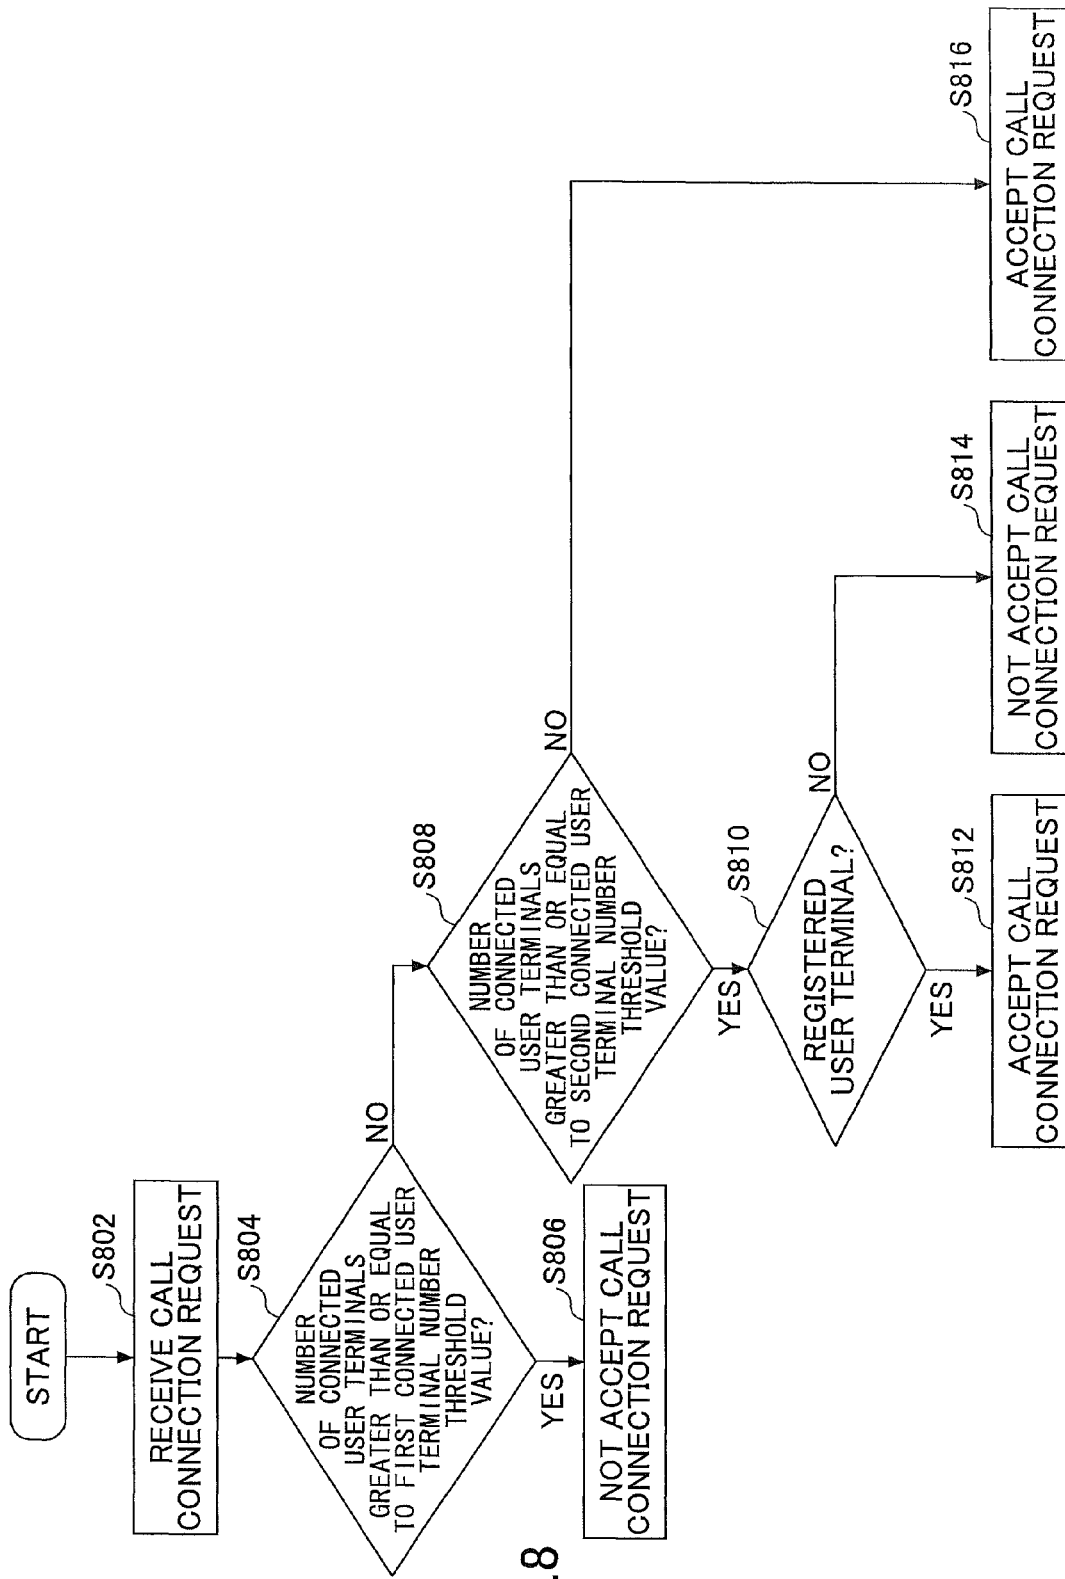 .8
START
S802
RECEIVE CALL
CONNECTION REQUEST
S804
NUMBER
OF CONNECTED
USER TERMINALS
GREATER THAN OR EQUAL
TO FIRST CONNECTED USER
TERMINAL NUMBER
THRESHOLD
VALUE?
NO
YES
S806
NOT ACCEPT CALL
CONNECTION REQUEST
S808
NUMBER
OF CONNECTED
USER TERMINALS
GREATER THAN OR EQUAL
TO SECOND CONNECTED USER
TERMINAL NUMBER
THRESHOLD
VALUE?
NO
YES
S810
REGISTERED
USER TERMINAL?
NO
YES
S812
ACCEPT CALL
CONNECTION REQUEST
S814
NOT ACCEPT CALL
CONNECTION REQUEST
S816
ACCEPT CALL
CONNECTION REQUEST